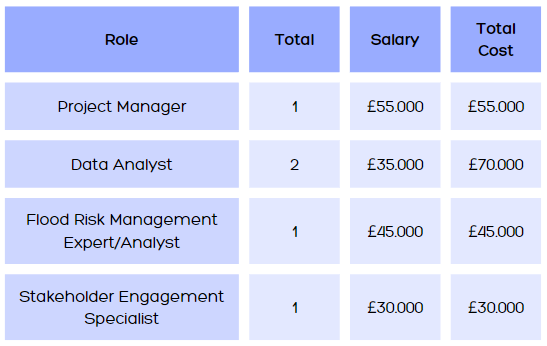 Role Total Salary Total Cost
Project Manager 1 £55.000 £55.000
Data Analyst 2 £35.000 £70.000
Flood Risk Management
Expert/Analyst 1 £45.000 £45.000
Stakeholder Engagement
Specialist 1 £30.000 £30.000